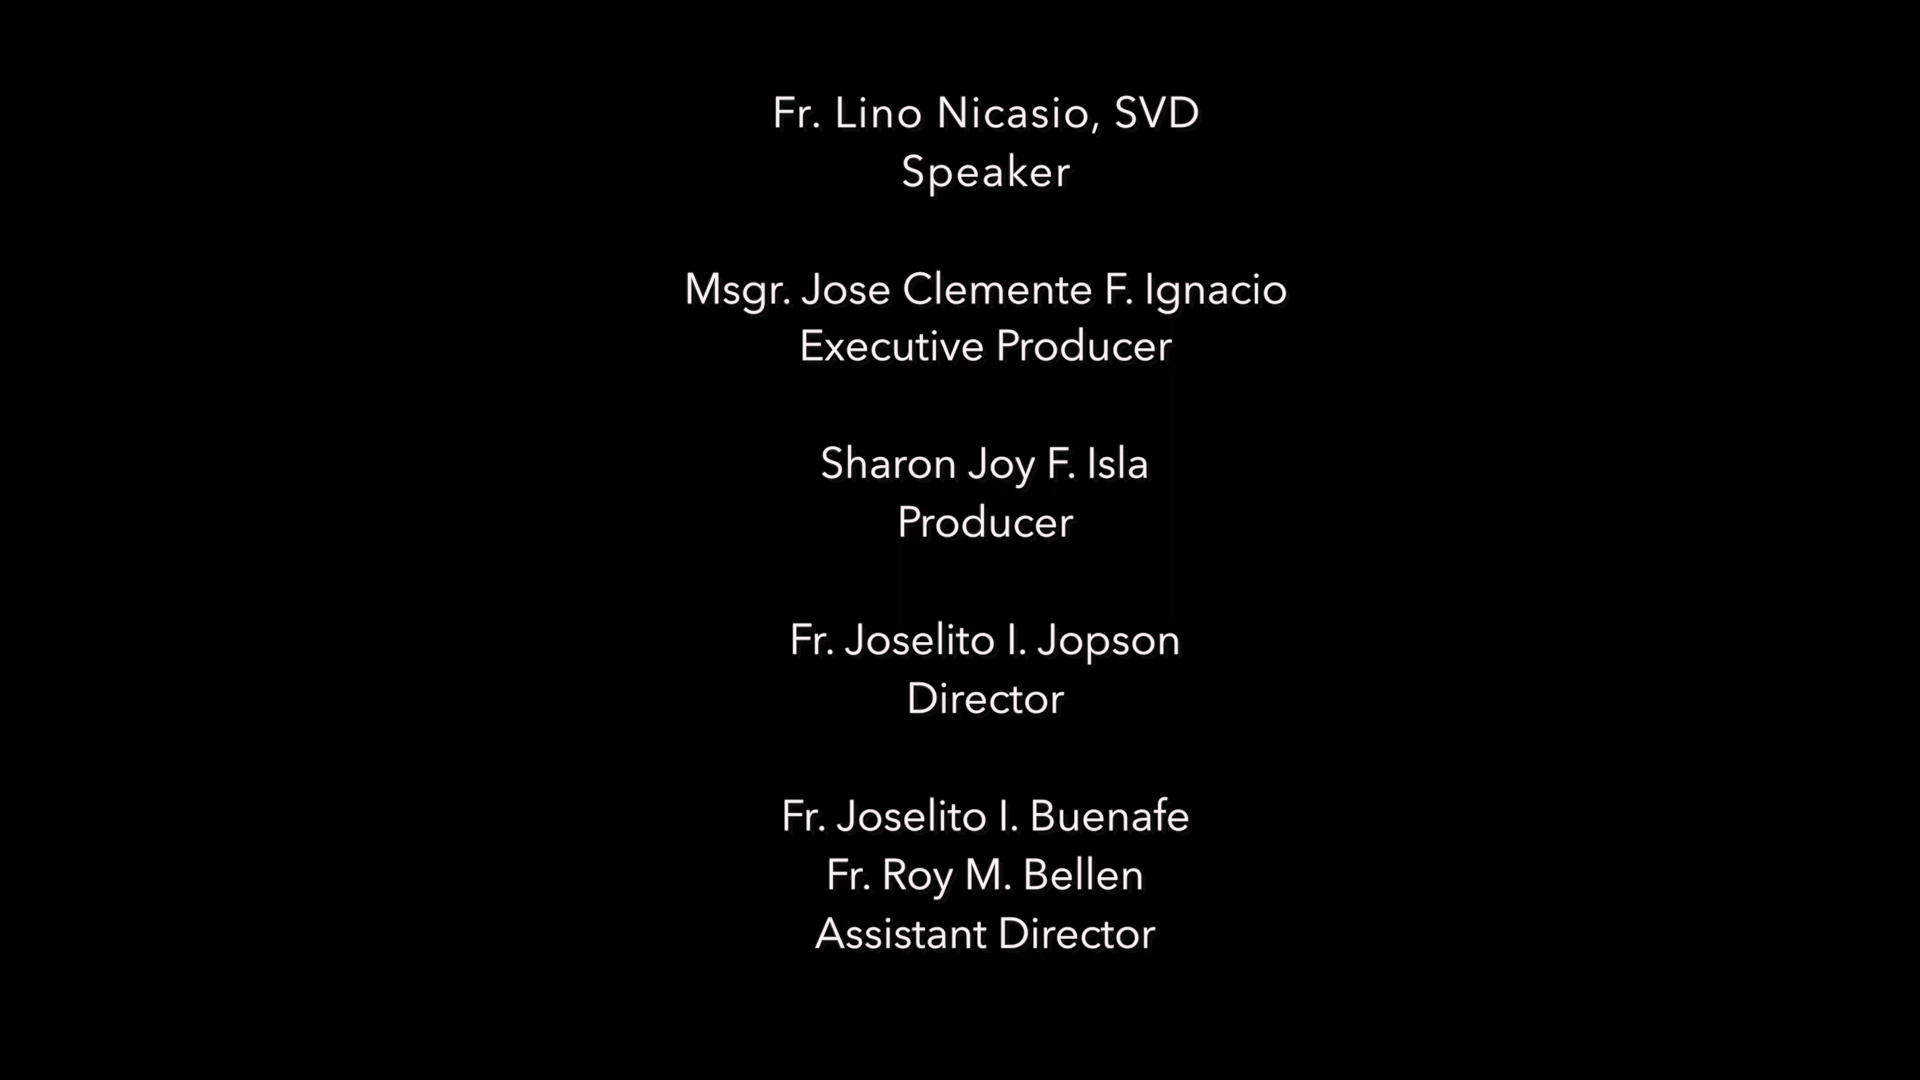 Fr. Lino Nicasio, SVD
Speaker
Msgr. Jose Clemente F. Ignacio
Executive Producer
Sharon Joy F. Isla
Producer
Fr. Joselito I. Jopson
Director
Fr. Joselito I. Buenafe
Fr. Roy M. Bellen
Assistant Director